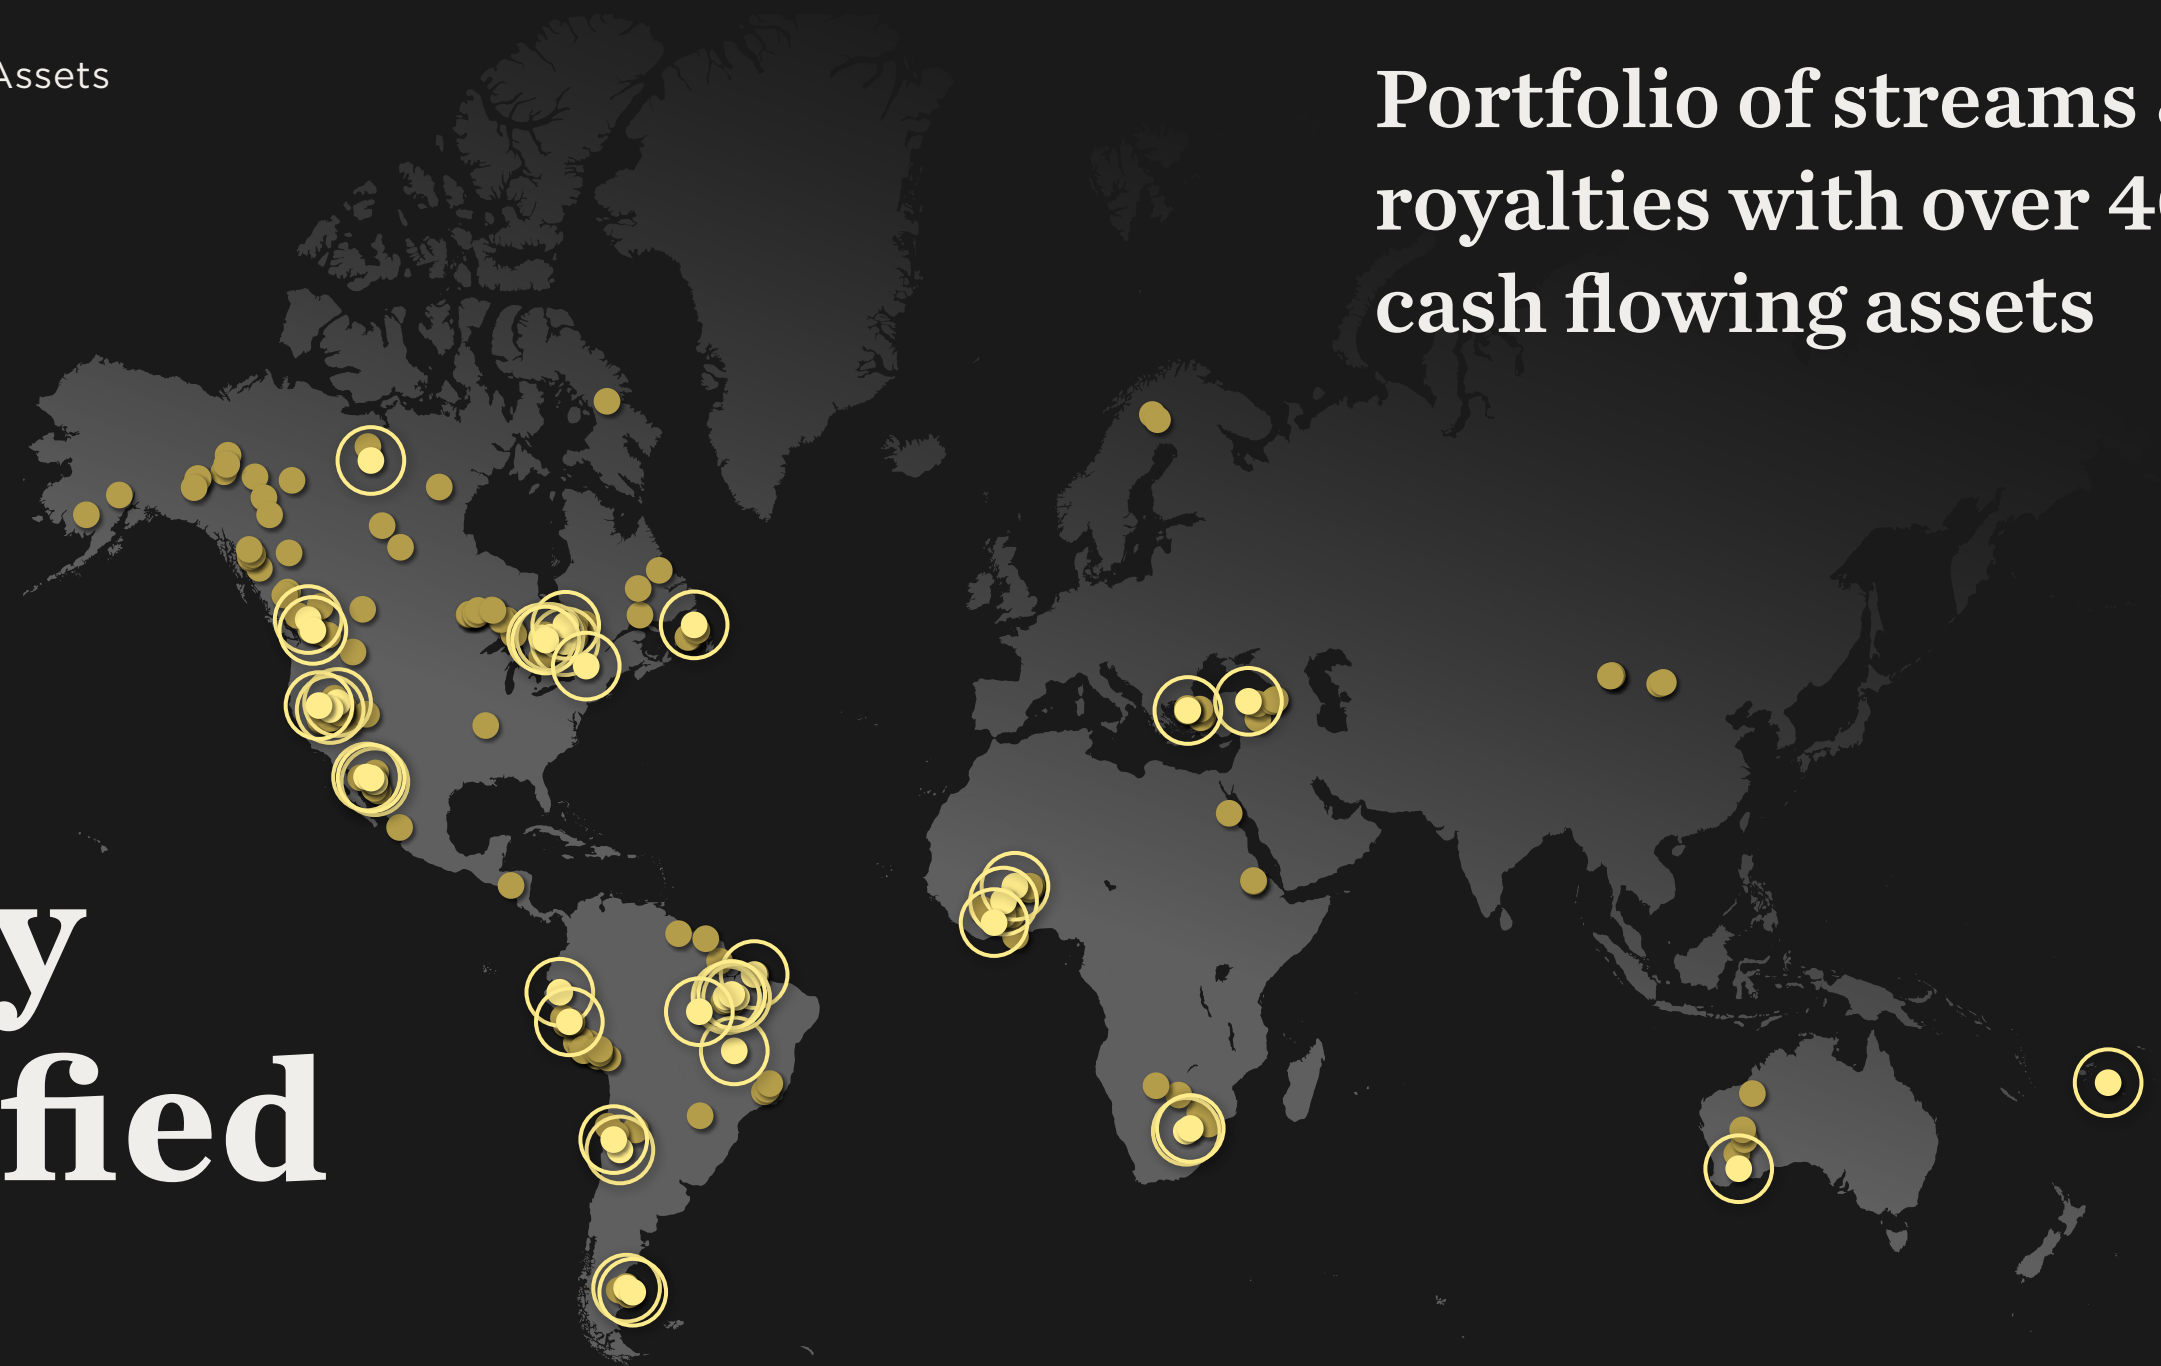 Assets
Portfolio of streams
royalties with over
cash flowing assets
y
fied